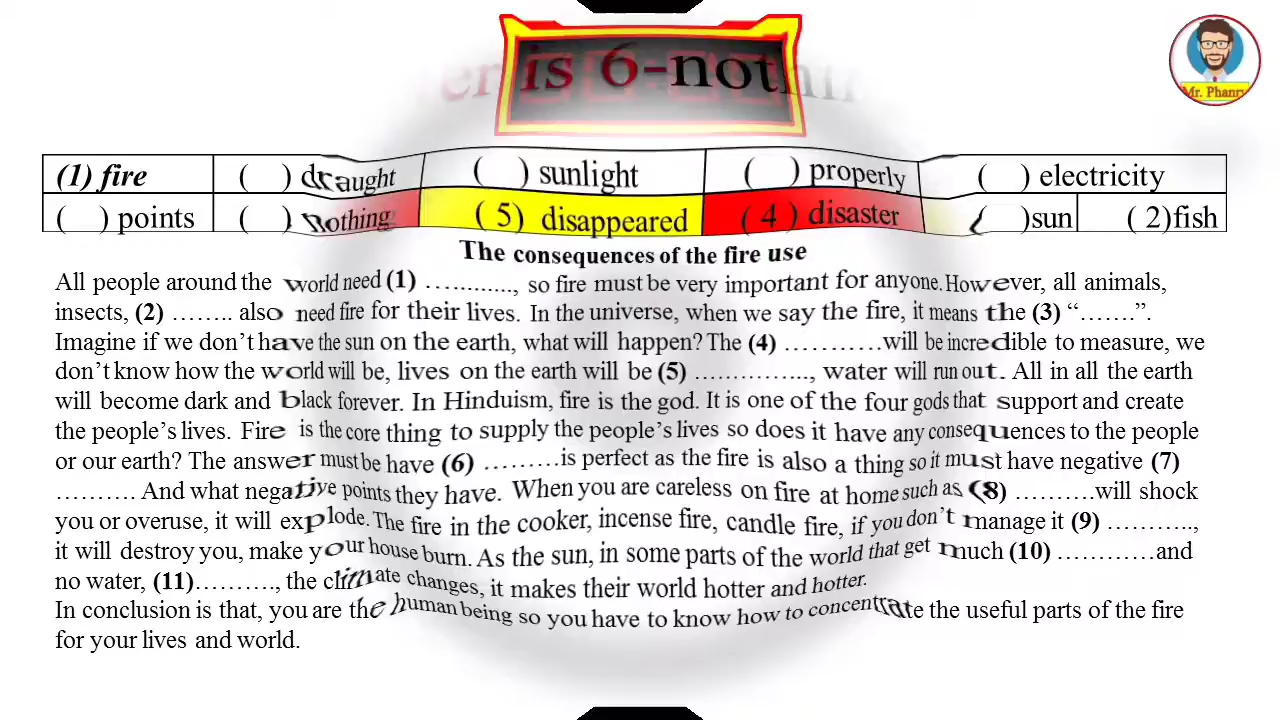 is 6-noth
Mr. Phanry
(1) fire ( ) draught ( ) sunlight ( ) properly ( ) electricity
( ) points ( ) Nothing ( 5) disappeared ( 4 ) disaster ( )sun ( 2)fish
The consequences of the fire use
All people around the world need (1) …........., so fire must be very important for anyone. However, all animals,
insects, (2) …….. also need fire for their lives. In the universe, when we say the fire, it means the (3) “…….”.
Imagine if we don’t have the sun on the earth, what will happen? The (4) …………will be incredible to measure, we
don’t know how the world will be, lives on the earth will be (5) ………….., water will run out. All in all the earth
will become dark and black forever. In Hinduism, fire is the god. It is one of the four gods that support and create
the people’s lives. Fire is the core thing to supply the people’s lives so does it have any consequences to the people
or our earth? The answer must be have (6) ………is perfect as the fire is also a thing so it must have negative (7)
………. And what negative points they have. When you are careless on fire at home such as (8) ……….will shock
you or overuse, it will explode. The fire in the cooker, incense fire, candle fire, if you don’t manage it (9) ………..,
it will destroy you, make your house burn. As the sun, in some parts of the world that get much (10) …………and
no water, (11)………., the climate changes, it makes their world hotter and hotter.
In conclusion is that, you are the human being so you have to know how to concentrate the useful parts of the fire
for your lives and world.